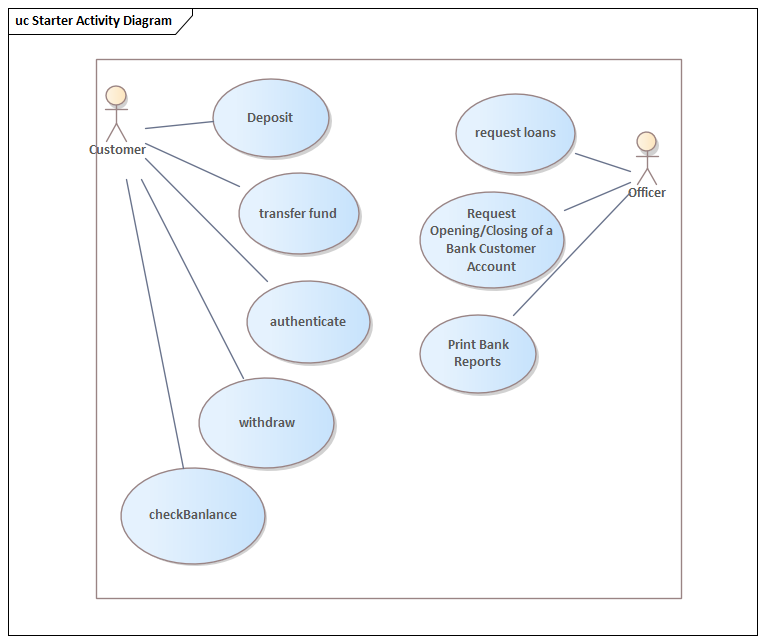 uc Starter Activity Diagram
Customer
Deposit
transfer fund
authenticate
withdraw
checkBanlance
request loans
Officer
Request
Opening/Closing of a
Bank Customer
Account
Print Bank
Reports